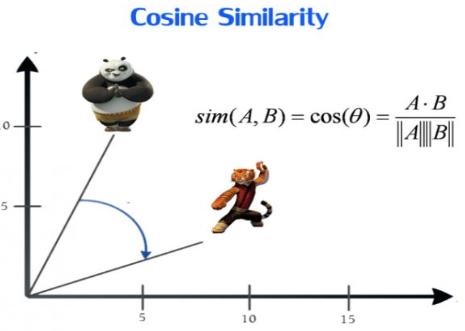 Cosine Similarity
sim(A, B) = cos(θ) = A · B / ‖A‖‖B‖
10
5
5
10
15